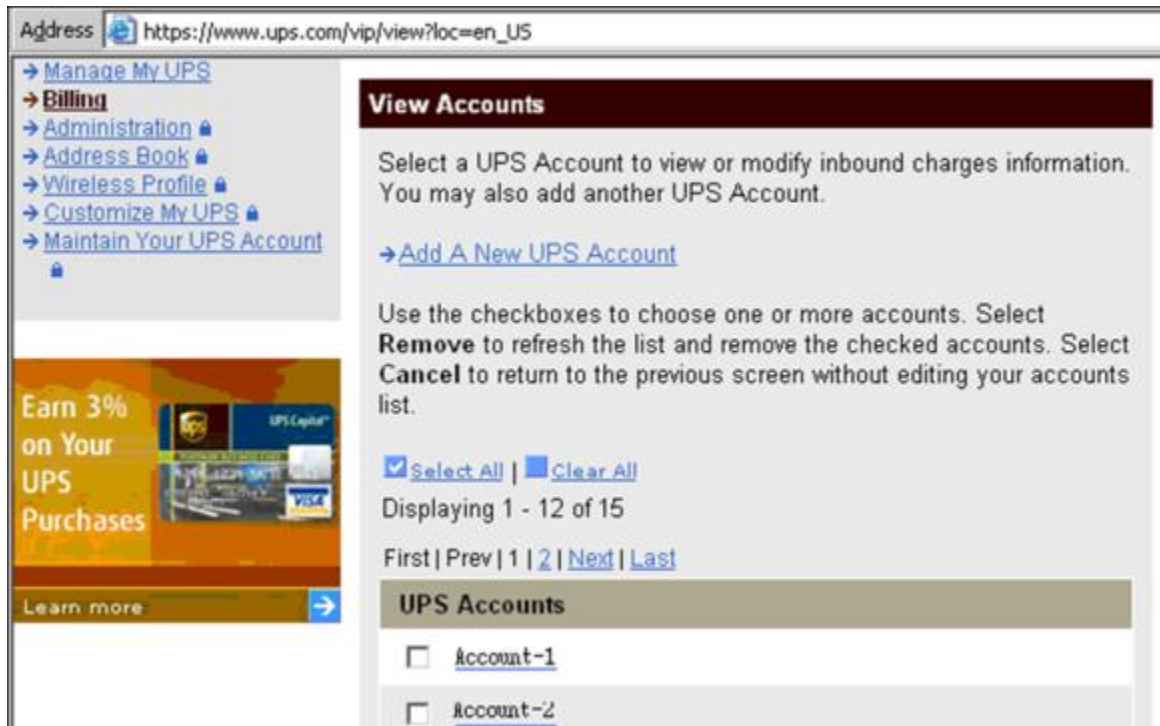 Address https://www.ups.com/vip/view?loc=en_US
Manage My UPS
Billing
Administration
Address Book
Wireless Profile
Customize My UPS
Maintain Your UPS Account
Earn 3%
on Your
UPS
Purchases
ups
UPS Capital
VISA
Learn more
View Accounts
Select a UPS Account to view or modify inbound charges information.
You may also add another UPS Account.
Add A New UPS Account
Use the checkboxes to choose one or more accounts. Select
Remove to refresh the list and remove the checked accounts. Select
Cancel to return to the previous screen without editing your accounts
list.
Select All | Clear All
Displaying 1 - 12 of 15
First | Prev | 1 | 2 | Next | Last
UPS Accounts
Account-1
Account-2